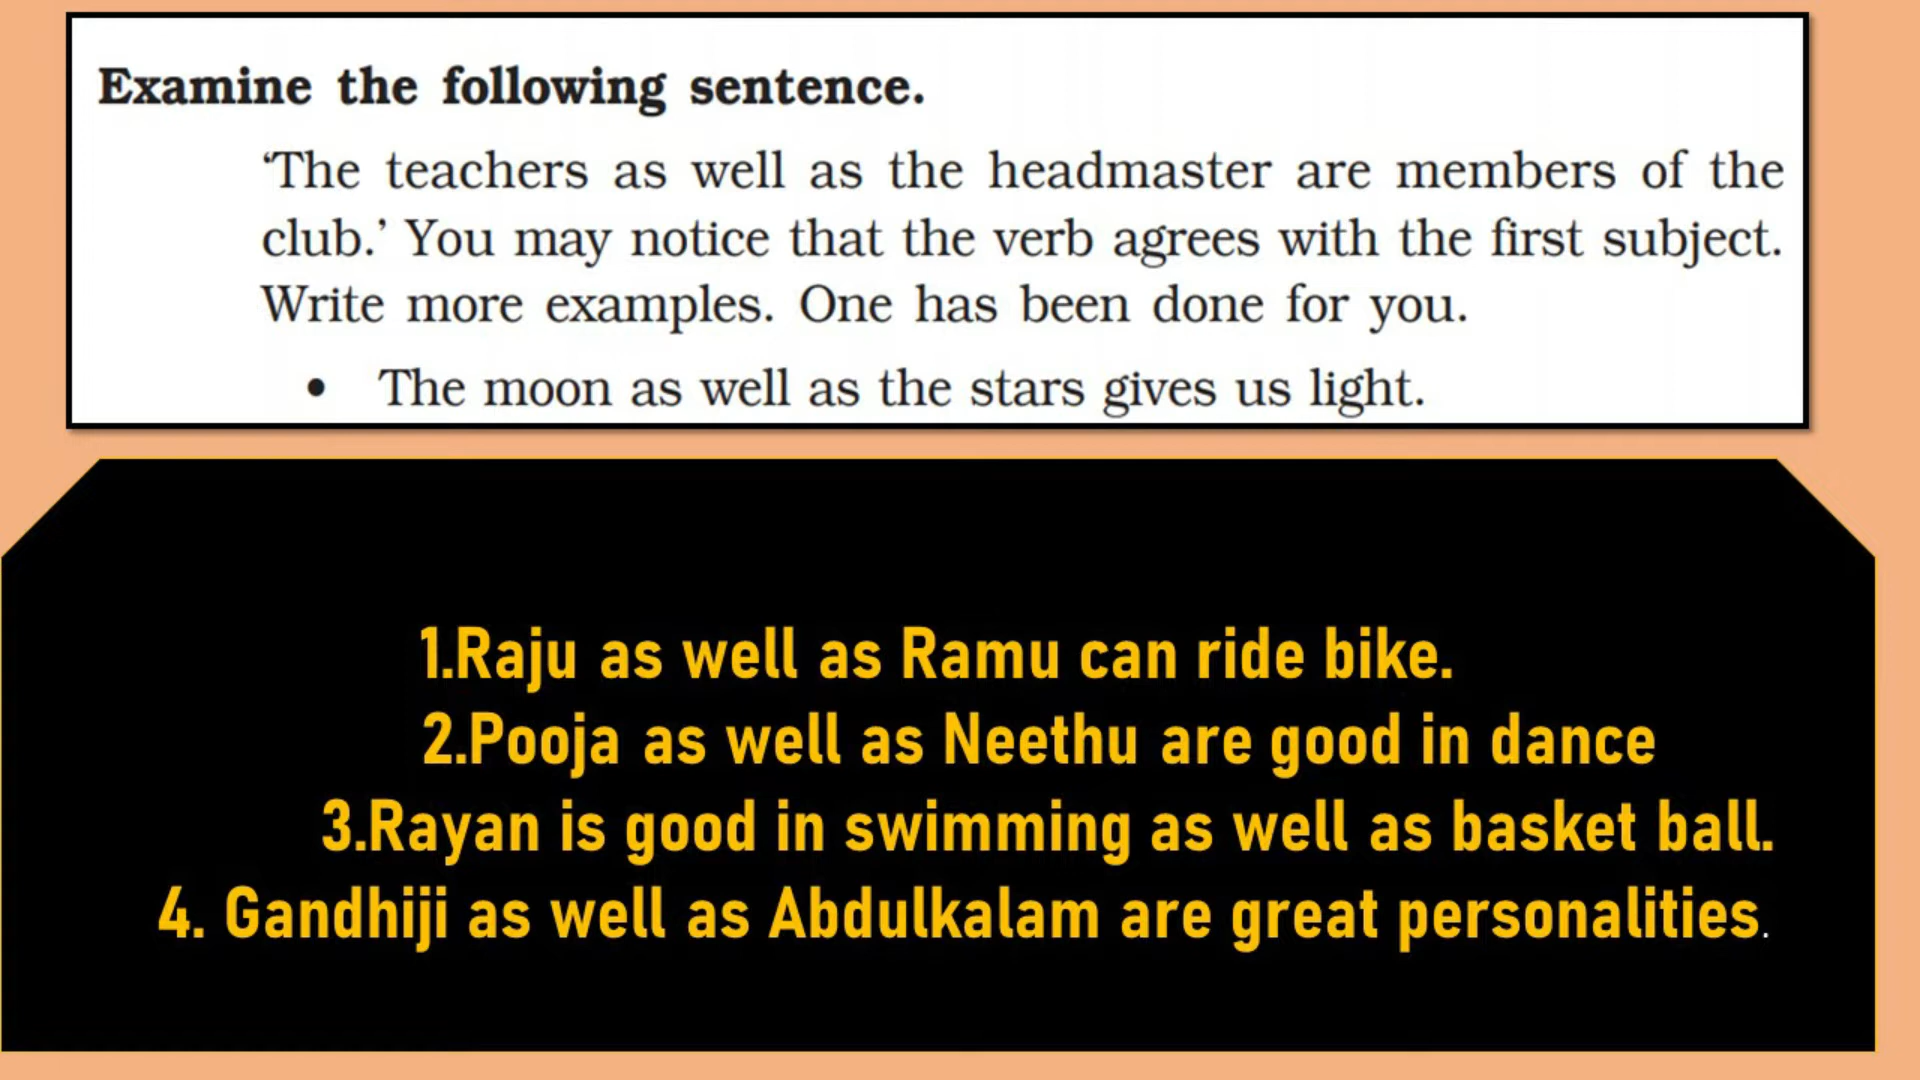 Examine the following sentence.
‘The teachers as well as the headmaster are members of the
club.’ You may notice that the verb agrees with the first subject.
Write more examples. One has been done for you.
• The moon as well as the stars gives us light.
1.Raju as well as Ramu can ride bike.
2.Pooja as well as Neethu are good in dance
3.Rayan is good in swimming as well as basket ball.
4. Gandhiji as well as Abdulkalam are great personalities.